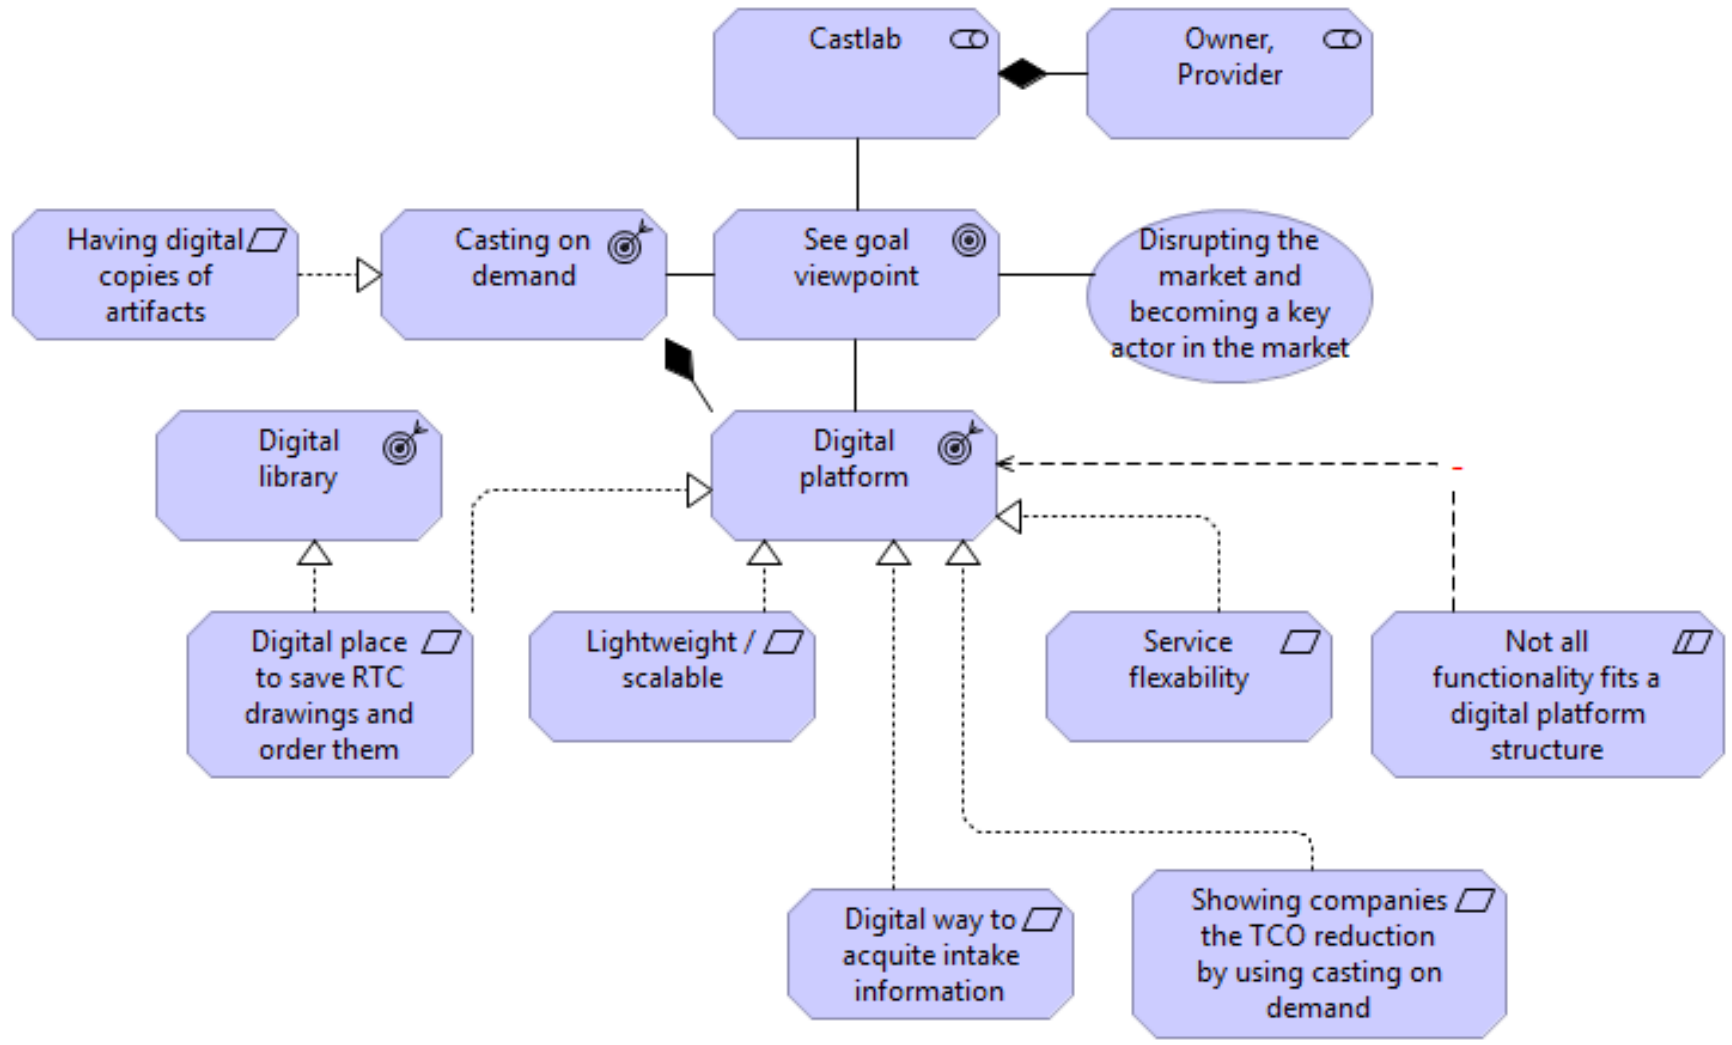 Castlab
Owner,
Provider
Having digital
copies of
artifacts
Casting on
demand
See goal
viewpoint
Disrupting the
market and
becoming a key
actor in the market
Digital
library
Digital
platform
-
Digital place
to save RTC
drawings and
order them
Lightweight /
scalable
Service
flexability
Not all
functionality fits a
digital platform
structure
Digital way to
acquite intake
information
Showing companies
the TCO reduction
by using casting on
demand